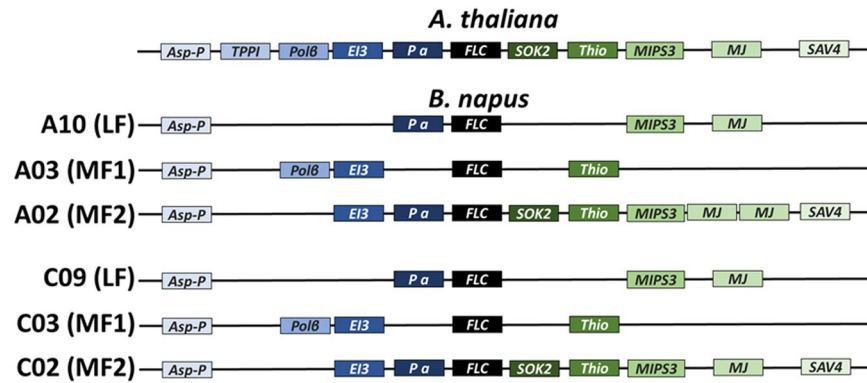 A. thaliana
Asp-P TPPI Polβ EI3 P a FLC SOK2 Thio MIPS3 MJ SAV4
B. napus
A10 (LF) Asp-P P a FLC MIPS3 MJ
A03 (MF1) Asp-P Polβ EI3 FLC Thio
A02 (MF2) Asp-P EI3 P a FLC SOK2 Thio MIPS3 MJ MJ SAV4
C09 (LF) Asp-P P a FLC MIPS3 MJ
C03 (MF1) Asp-P Polβ EI3 FLC Thio
C02 (MF2) Asp-P EI3 P a FLC SOK2 Thio MIPS3 MJ SAV4